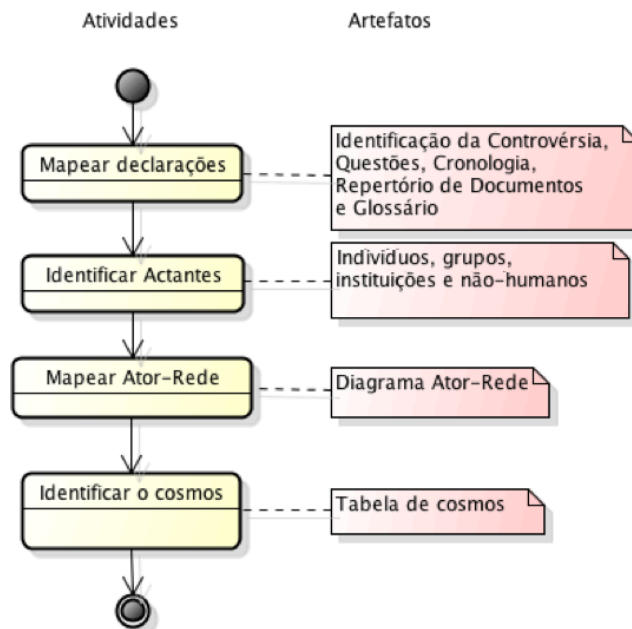 Atividades
Artefatos
Mapear declarações
Identificação da Controvérsia,
Questões, Cronologia,
Repertório de Documentos
e Glossário
Identificar Actantes
Indivíduos, grupos,
instituições e não-humanos
Mapear Ator-Rede
Diagrama Ator-Rede
Identificar o cosmos
Tabela de cosmos